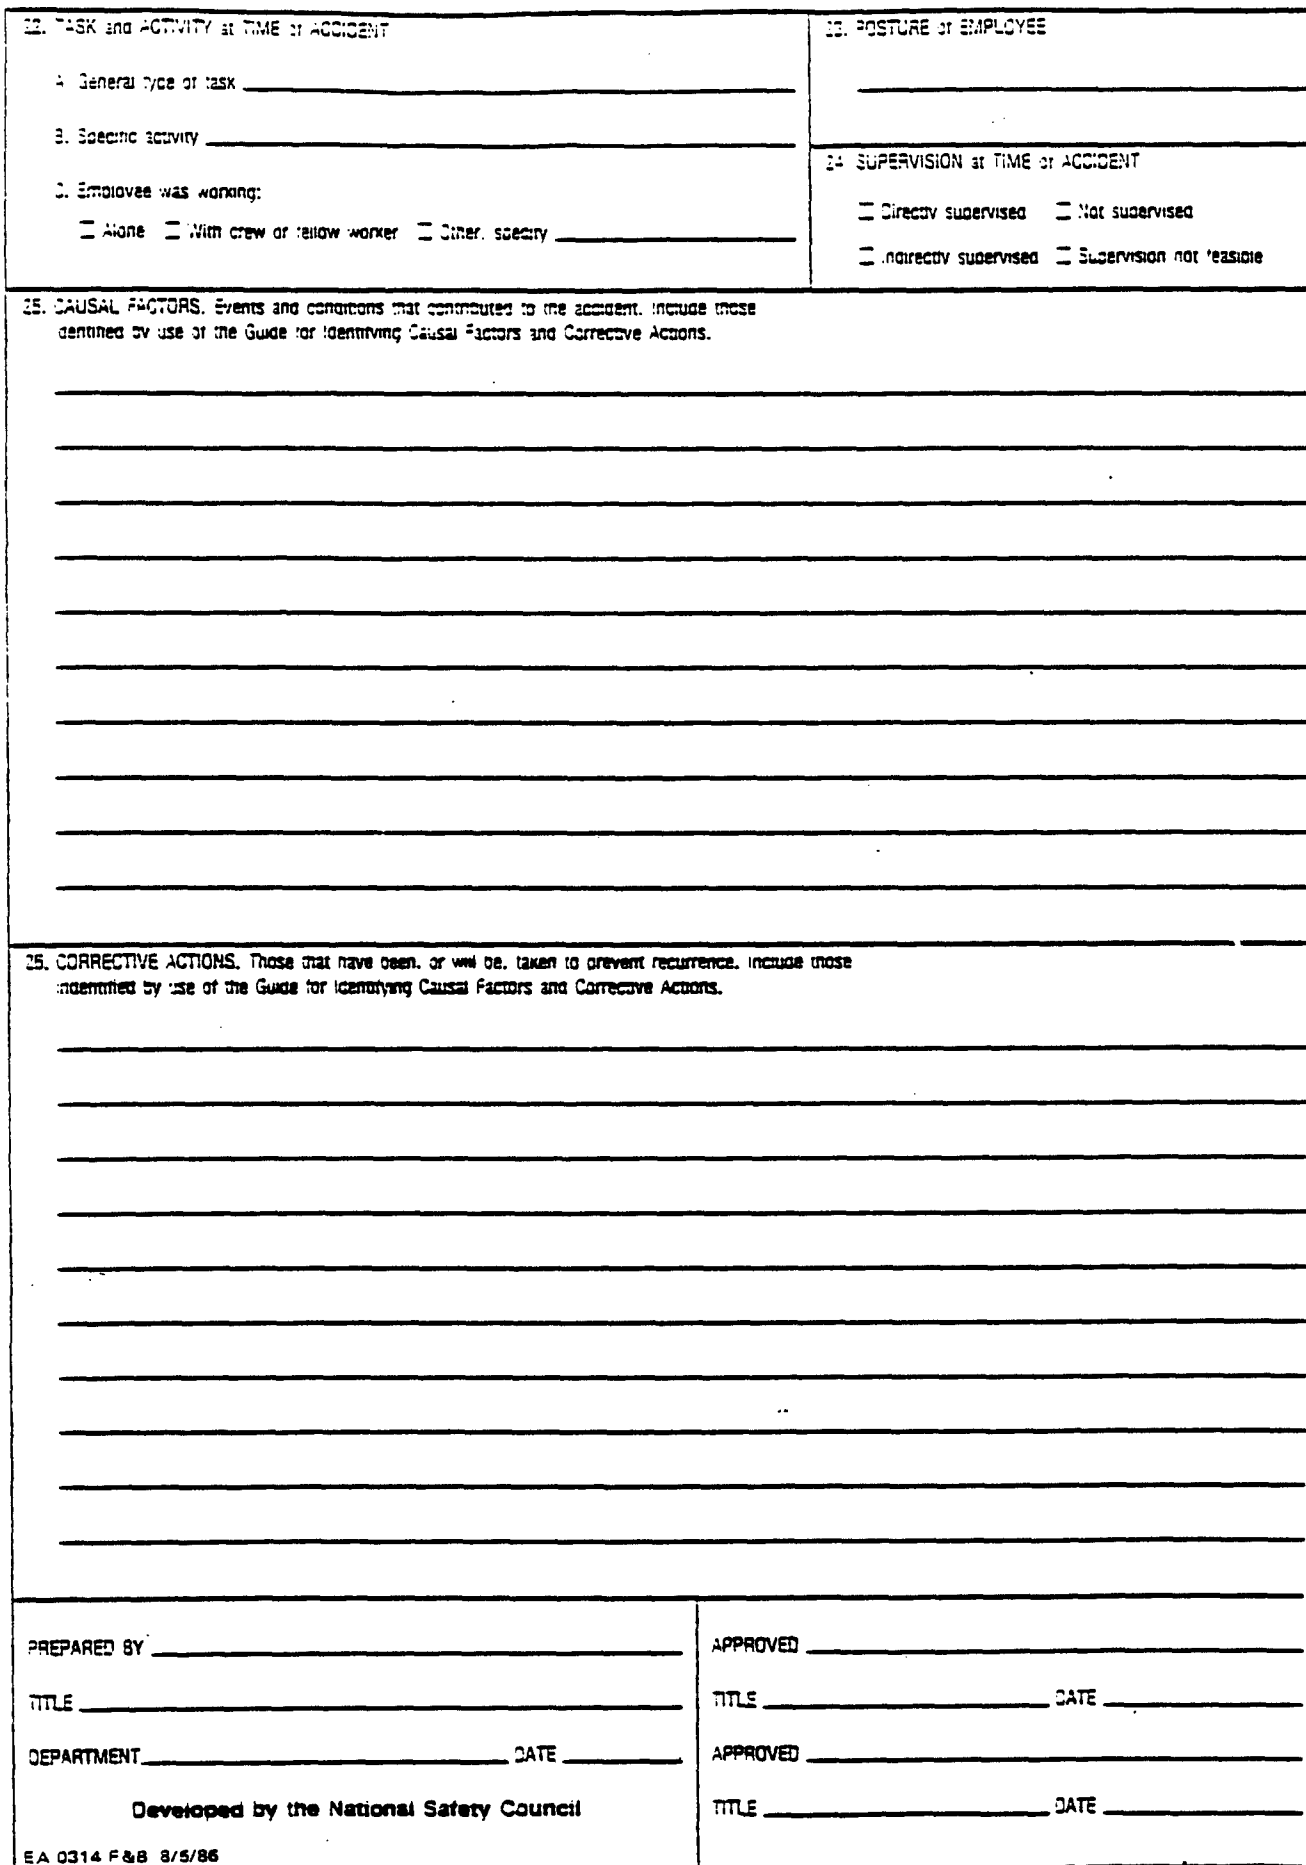 22. TASK and ACTIVITY at TIME of ACCIDENT
A. General type of task
B. Specific activity
C. Employee was working:
Alone With crew or fellow worker Other, specify
23. POSTURE of EMPLOYEE
24. SUPERVISION at TIME of ACCIDENT
Directly supervised Not supervised
Indirectly supervised Supervision not feasible
25. CAUSAL FACTORS. Events and conditions that contributed to the accident. Include those
identified by use of the Guide for Identifying Causal Factors and Corrective Actions.
25. CORRECTIVE ACTIONS. Those that have been, or will be, taken to prevent recurrence. Include those
indentified by use of the Guide for Identifying Causal Factors and Corrective Actions.
PREPARED BY
TITLE
DEPARTMENT DATE
Developed by the National Safety Council
EA 0314 F&B 8/5/86
APPROVED
TITLE DATE
APPROVED
TITLE DATE